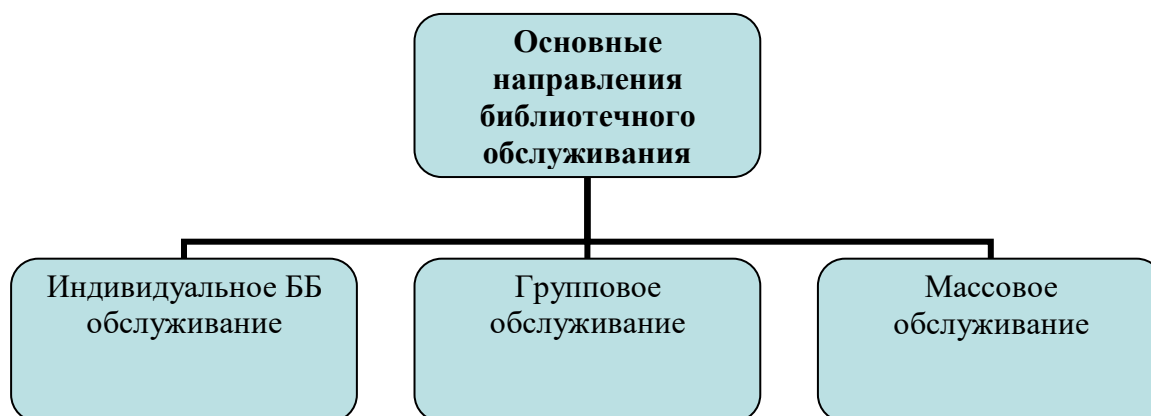 Основные
направления
библиотечного
обслуживания
Индивидуальное ББ
обслуживание
Групповое
обслуживание
Массовое
обслуживание